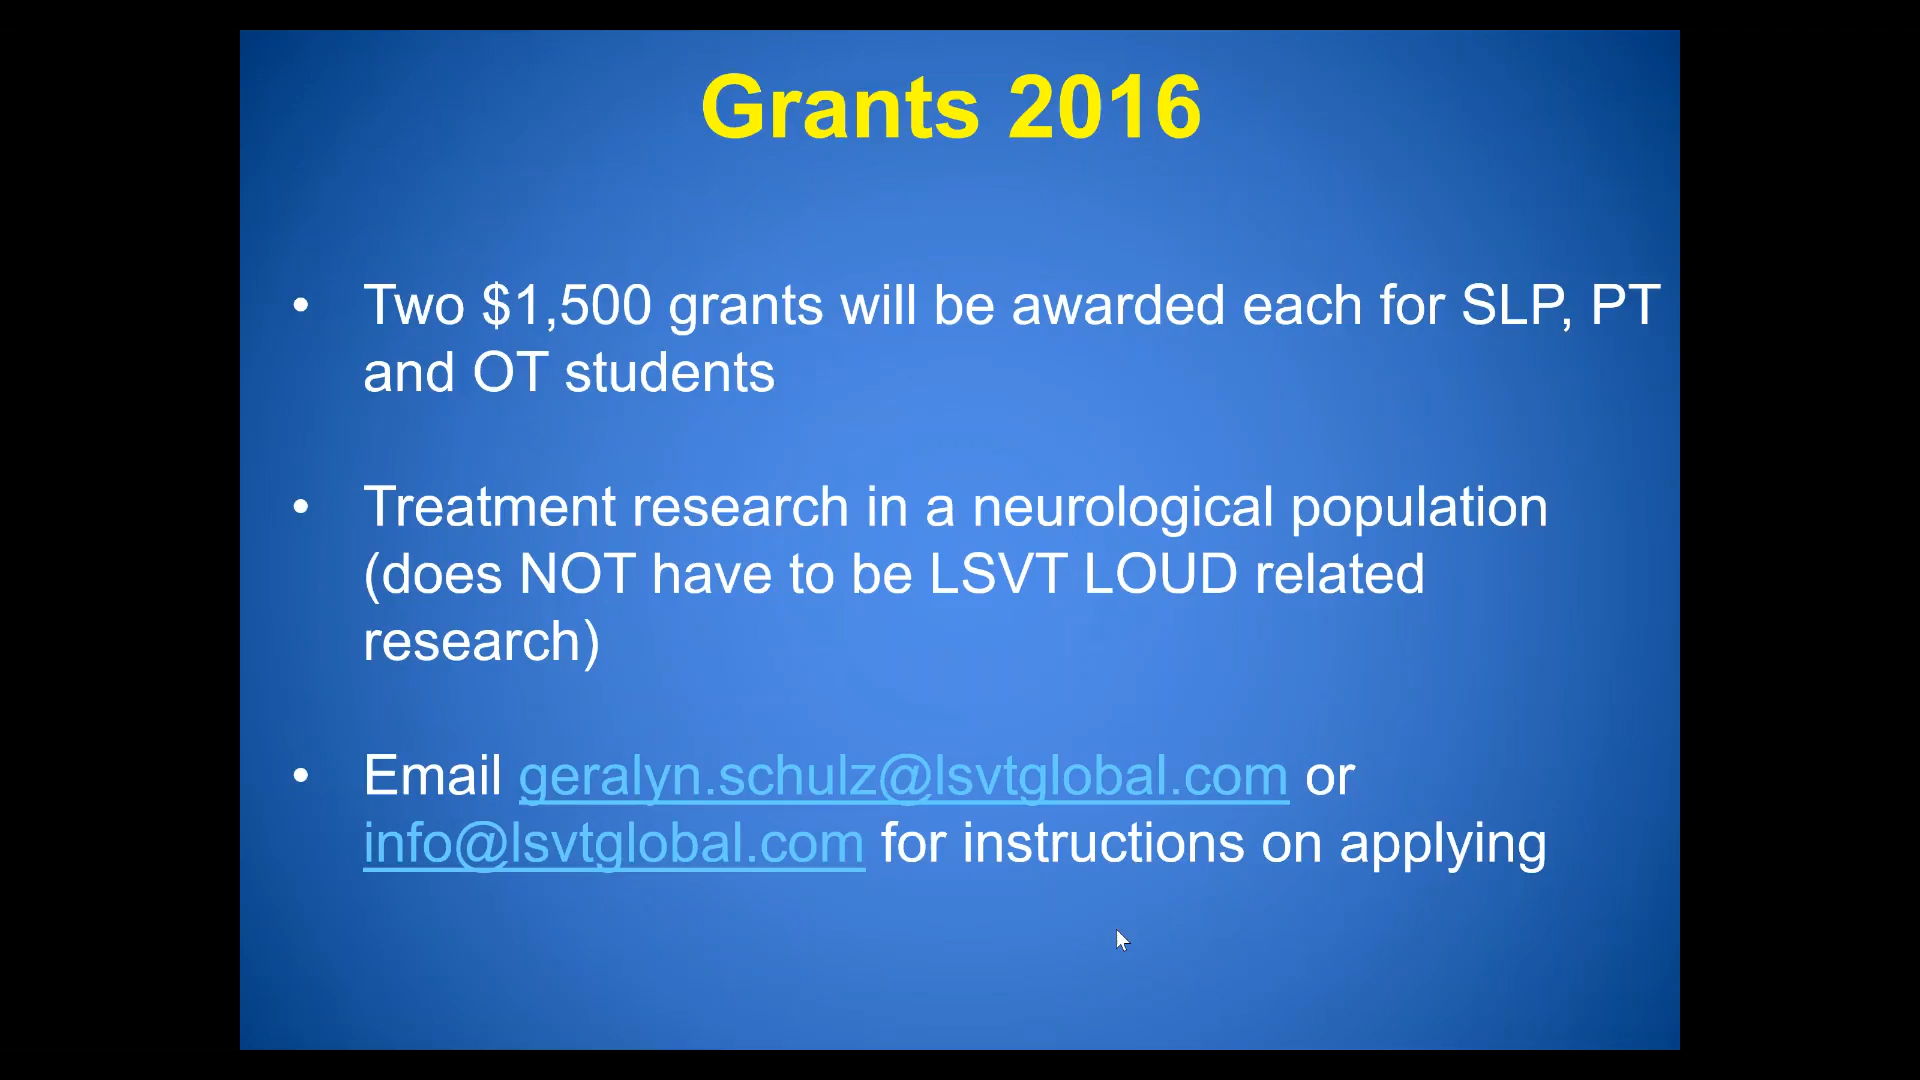 Grants 2016
• Two $1,500 grants will be awarded each for SLP, PT
and OT students
• Treatment research in a neurological population
(does NOT have to be LSVT LOUD related
research)
• Email geralyn.schulz@lsvtglobal.com or
info@lsvtglobal.com for instructions on applying